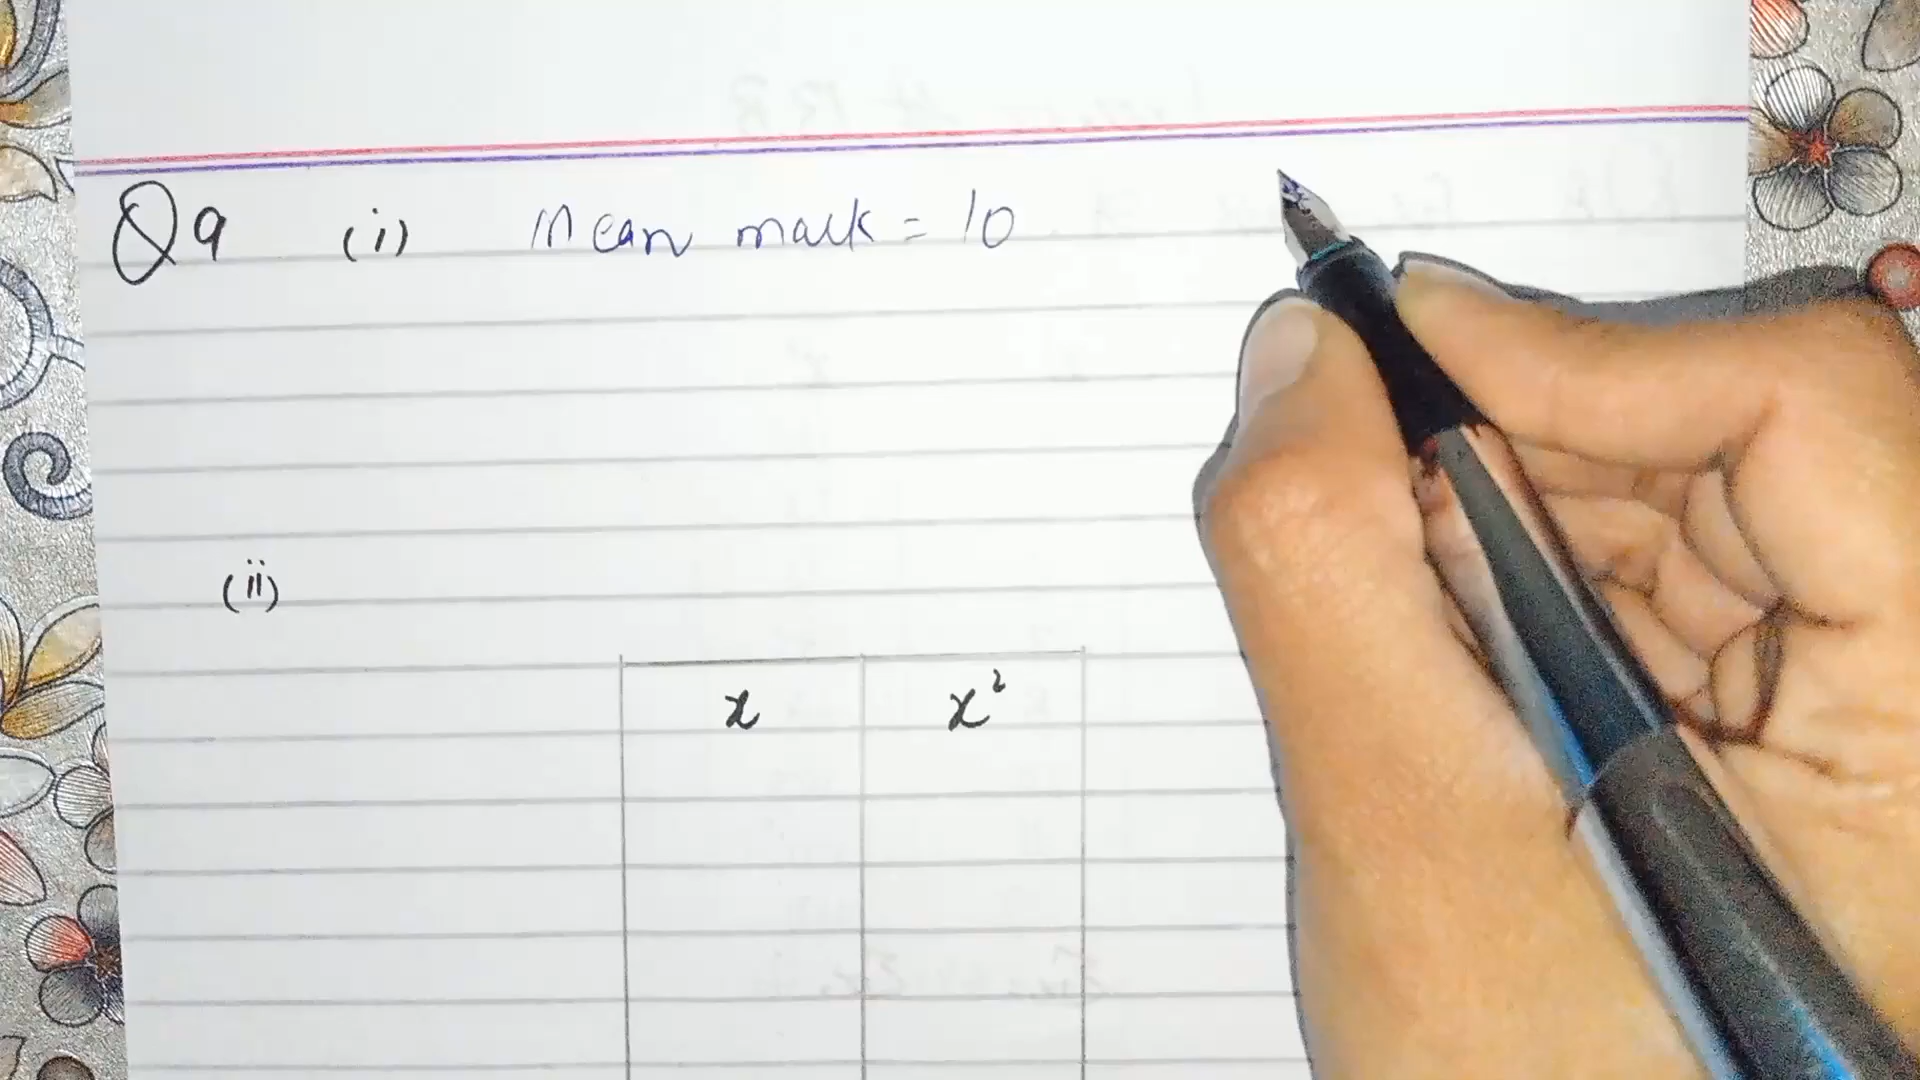 Q9 (i) Mean mark = 10
(ii)
x x²